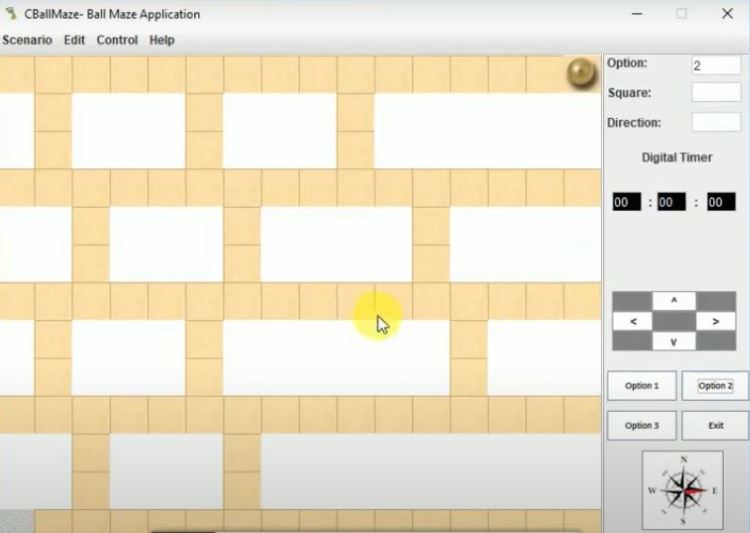 CBallMaze- Ball Maze Application
Scenario Edit Control Help
Option: 2
Square:
Direction:
Digital Timer
00 : 00 : 00
^
< >
v
Option 1 Option 2
Option 3 Exit
N
W E
S